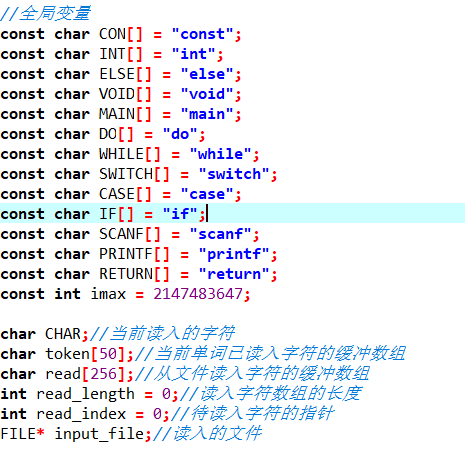 //全局变量
const char CON[] = "const";
const char INT[] = "int";
const char ELSE[] = "else";
const char VOID[] = "void";
const char MAIN[] = "main";
const char DO[] = "do";
const char WHILE[] = "while";
const char SWITCH[] = "switch";
const char CASE[] = "case";
const char IF[] = "if";
const char SCANF[] = "scanf";
const char PRINTF[] = "printf";
const char RETURN[] = "return";
const int imax = 2147483647;

char CHAR;//当前读入的字符
char token[50];//当前单词已读入字符的缓冲数组
char read[256];//从文件读入字符的缓冲数组
int read_length = 0;//读入字符数组的长度
int read_index = 0;//待读入字符的指针
FILE* input_file;//读入的文件